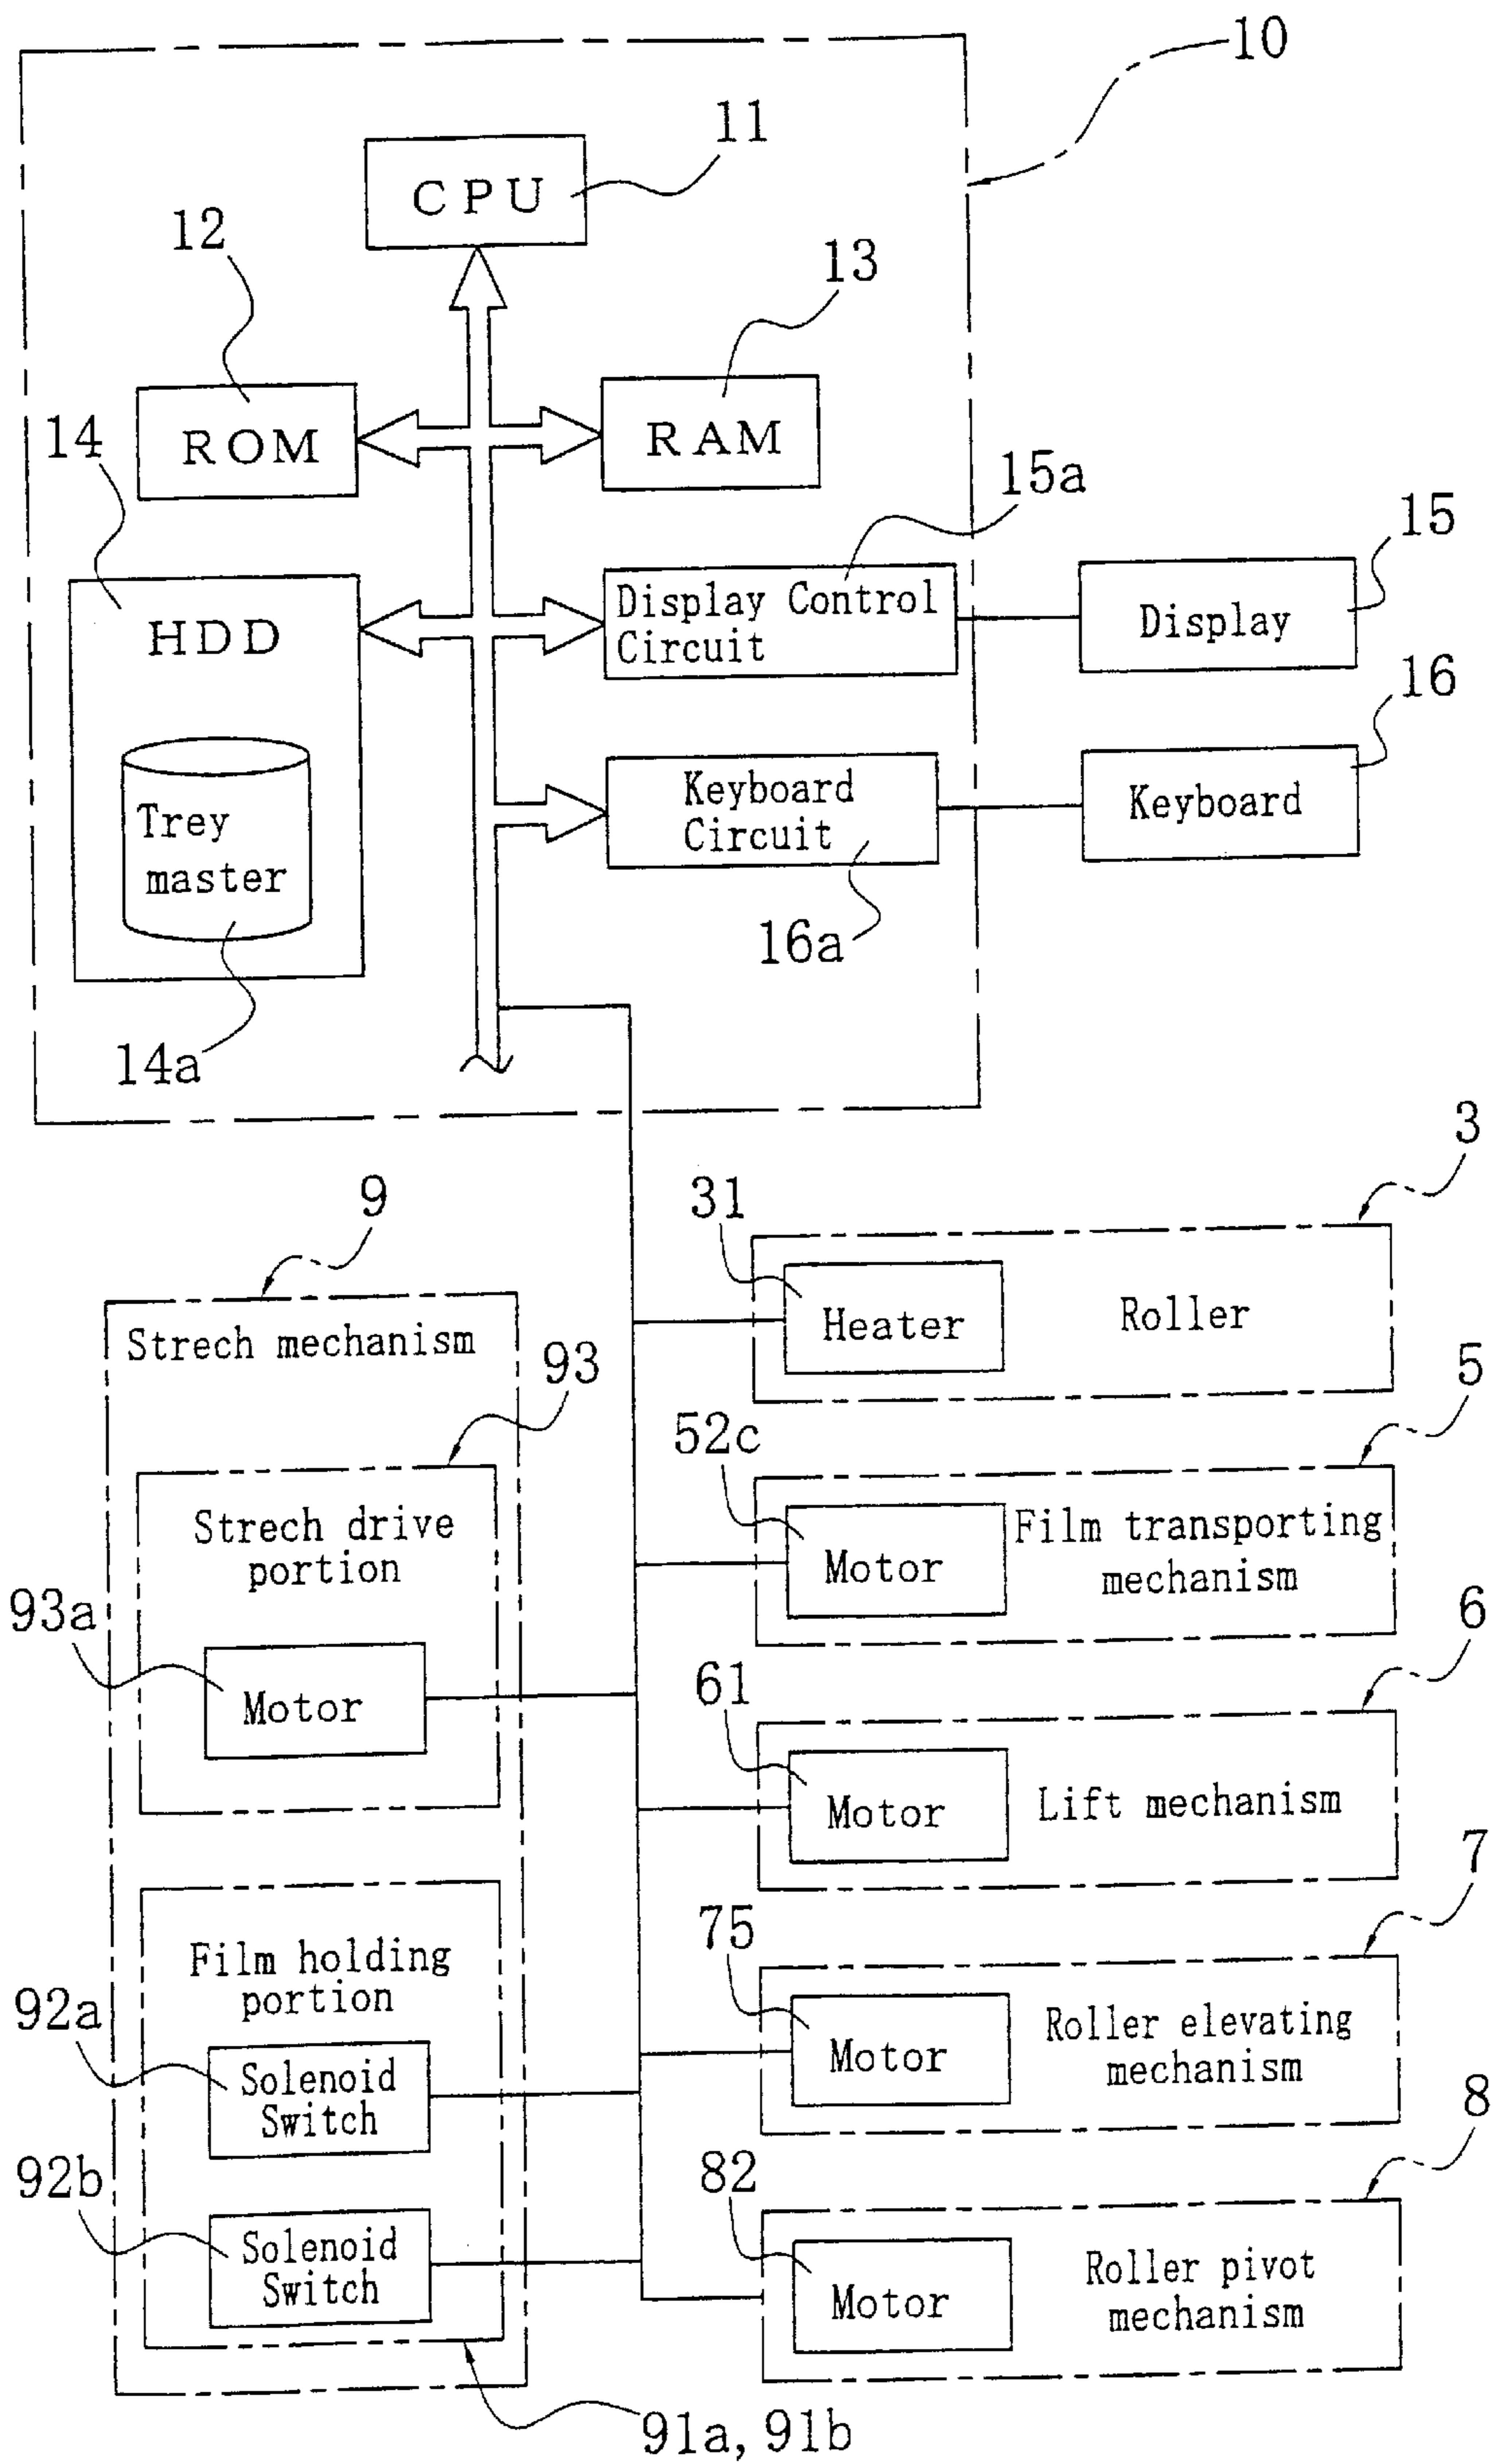 10
11
CPU
12
13
ROM
RAM
14
15a
15
HDD
Display Control
Circuit
Display
16
Trey
master
Keyboard
Circuit
Keyboard
16a
14a
3
9
31
Heater
Roller
Strech mechanism
93
5
52c
Strech drive
portion
Motor
Film transporting
mechanism
93a
6
Motor
61
Motor
Lift mechanism
7
Film holding
portion
75
Motor
Roller elevating
mechanism
92a
Solenoid
Switch
8
92b
82
Solenoid
Switch
Motor
Roller pivot
mechanism
91a, 91b